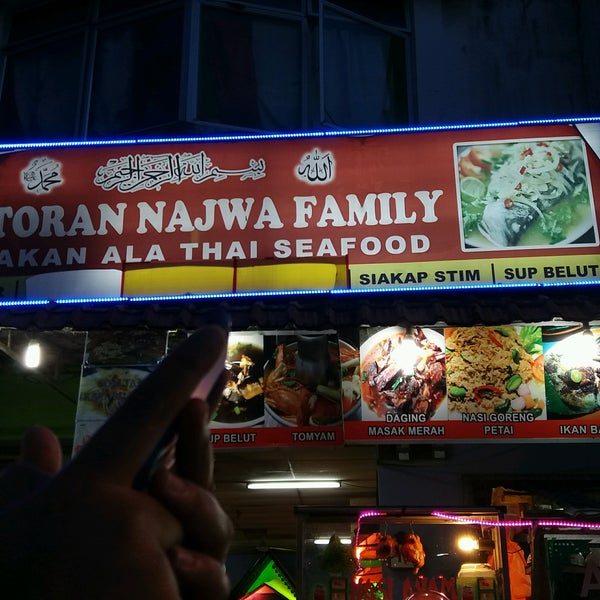 محمد بسم الله الرحمن الرحيم الله
TORAN NAJWA FAMILY
AKAN ALA THAI SEAFOOD
SIAKAP STIM | SUP BELUT
UP BELUT
TOMYAM
DAGING
MASAK MERAH
NASI GORENG
PETAI
IKAN BA